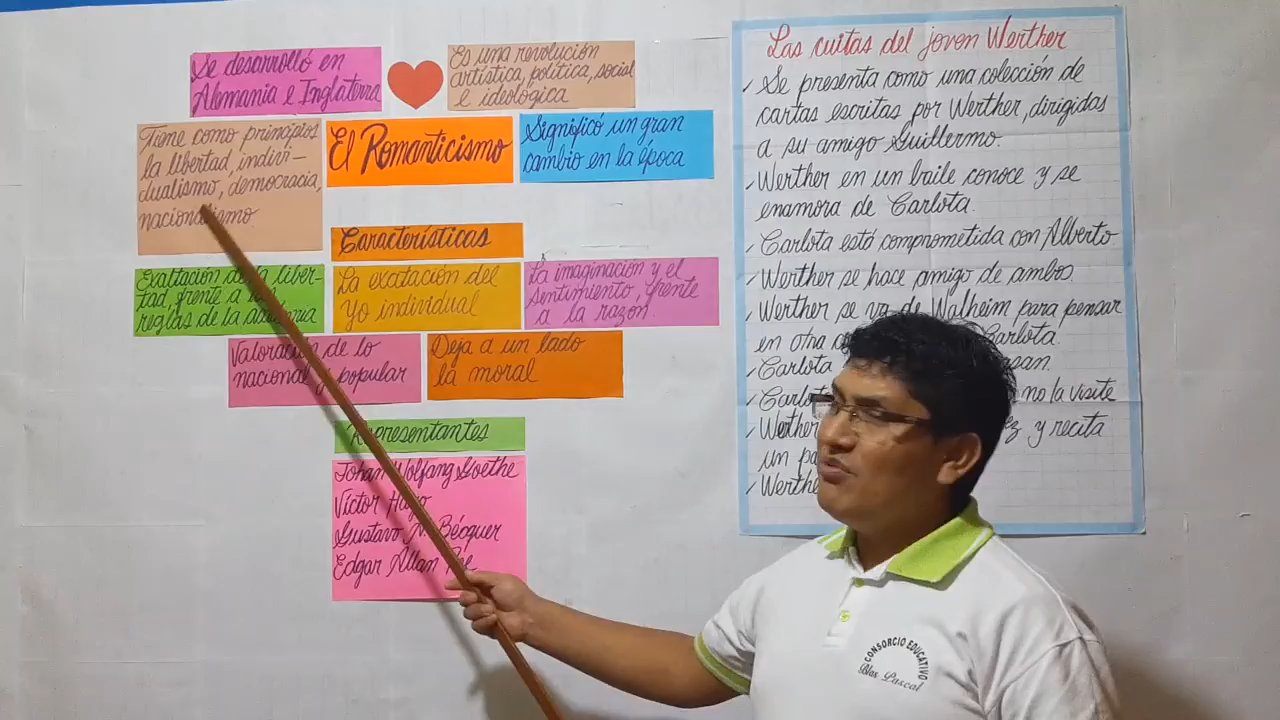 Se desarrolló en
Alemania e Inglaterra
Es una revolución
artística, política, social
e ideológica
Tiene como principios
la libertad, indivi-
dualismo, democracia,
nacionalismo.
El Romanticismo
Significó un gran
cambio en la época
Características
Exaltación de la liber-
tad, frente a
reglas de la
La exaltación del
Yo individual
La imaginación y el
sentimiento, frente
a la razón
Valoración de lo
nacional y popular
Deja a un lado
la moral
Representantes
Johan Wolfang Goethe
Víctor Hugo
Gustavo A. Bécquer
Edgar Allan Poe
Las cuitas del joven Werther
✓ Se presenta como una colección de
cartas escritas por Werther, dirigidas
a su amigo Guillermo.
✓ Werther en un baile conoce y se
enamora de Carlota.
✓ Carlota está comprometida con Alberto.
✓ Werther se hace amigo de ambos.
✓ Werther se va de Walheim para pensar
en otra Carlota.
✓ Carlota
✓ no la visite
✓ Werther y recita
un
✓ Werther
CONSORCIO EDUCATIVO
Blas Pascal